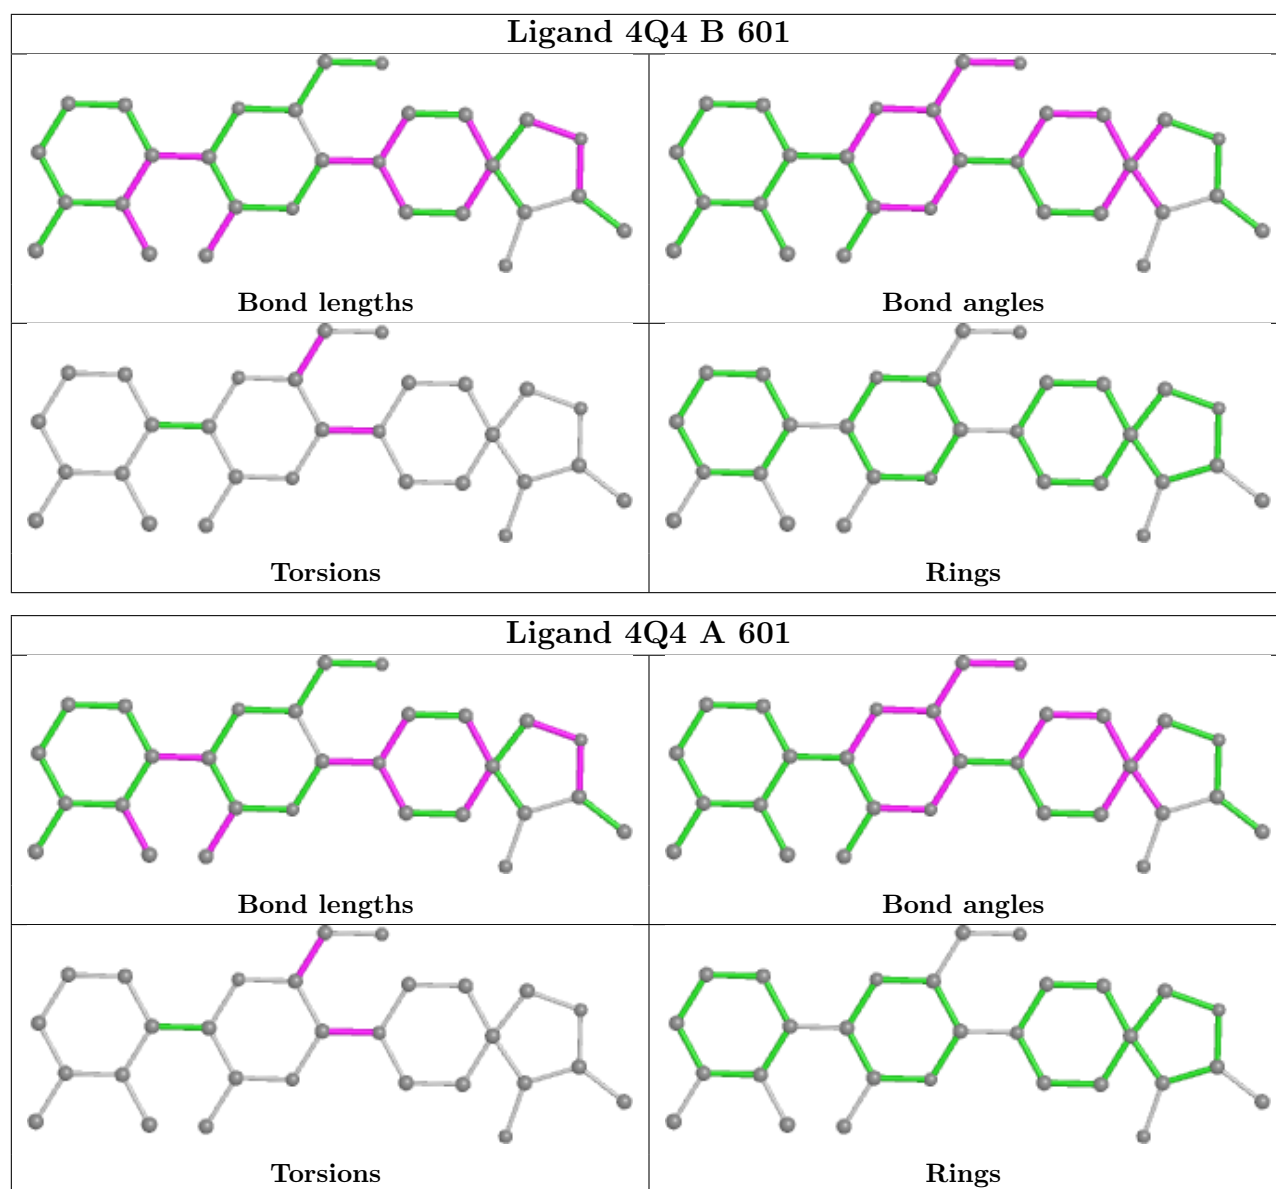 Ligand 4Q4 B 601
Bond lengths
Bond angles
Torsions
Rings
Ligand 4Q4 A 601
Bond lengths
Bond angles
Torsions
Rings